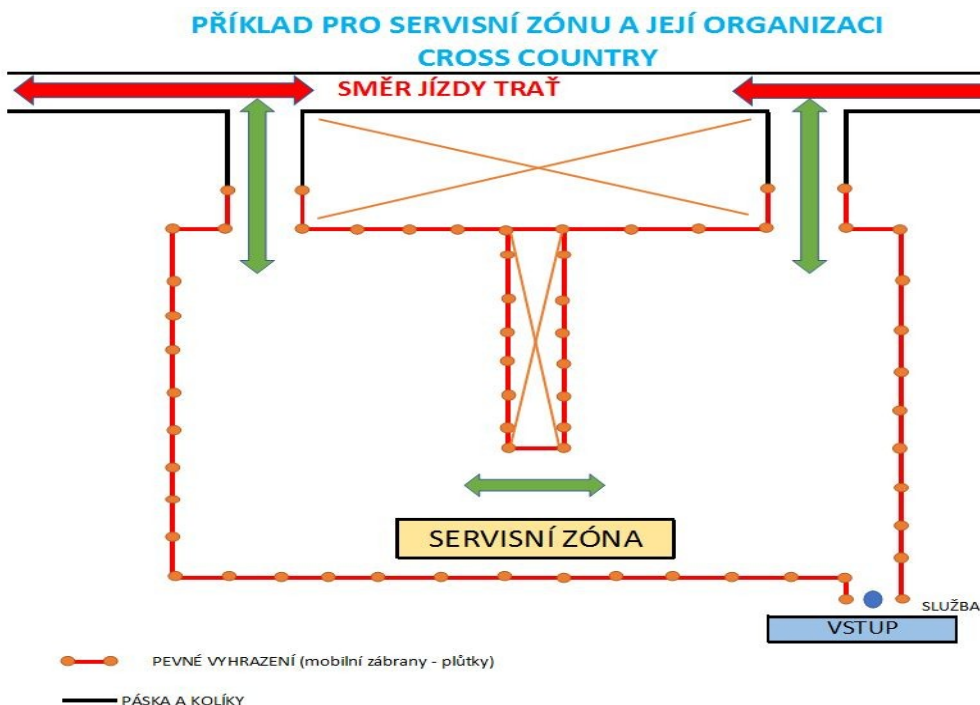 PŘÍKLAD PRO SERVISNÍ ZÓNU A JEJÍ ORGANIZACI
CROSS COUNTRY
SMĚR JÍZDY TRAŤ
SERVISNÍ ZÓNA
SLUŽBA
VSTUP
PEVNÉ VYHRAZENÍ (mobilní zábrany - plůtky)
PÁSKA A KOLÍKY